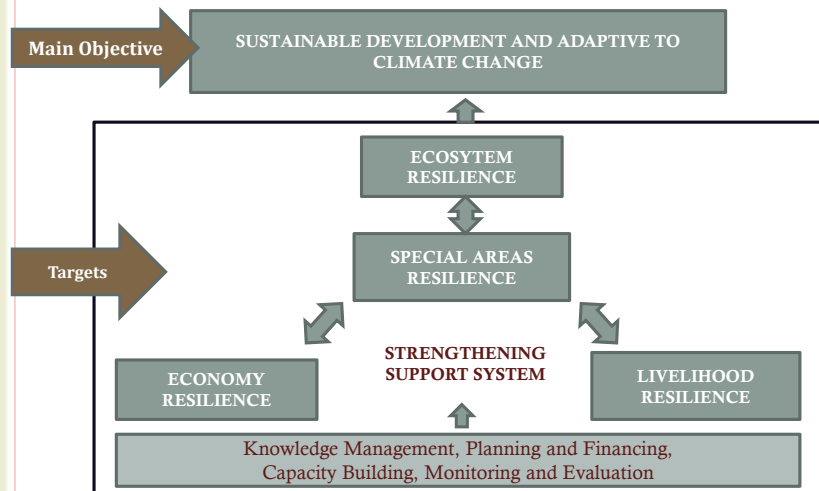 Main Objective
SUSTAINABLE DEVELOPMENT AND ADAPTIVE TO
CLIMATE CHANGE
ECOSYTEM
RESILIENCE
Targets
SPECIAL AREAS
RESILIENCE
STRENGTHENING
SUPPORT SYSTEM
ECONOMY
RESILIENCE
LIVELIHOOD
RESILIENCE
Knowledge Management, Planning and Financing,
Capacity Building, Monitoring and Evaluation